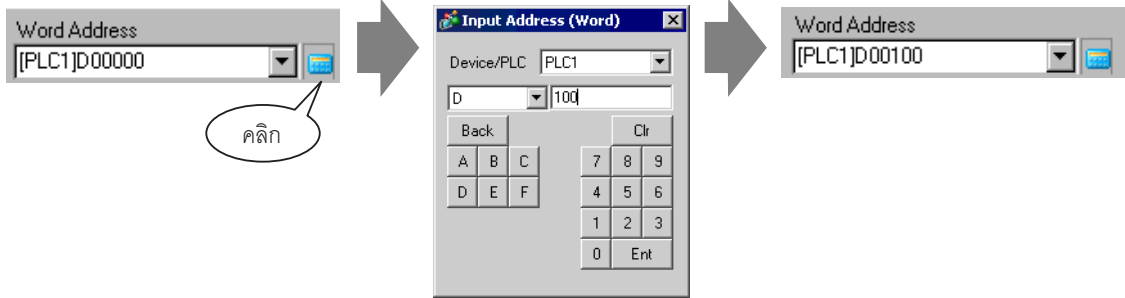 Word Address
[PLC1]D00000
คลิก
Input Address (Word)
Device/PLC PLC1
D 100
Back Clr
A B C 7 8 9
D E F 4 5 6
1 2 3
0 Ent
Word Address
[PLC1]D00100